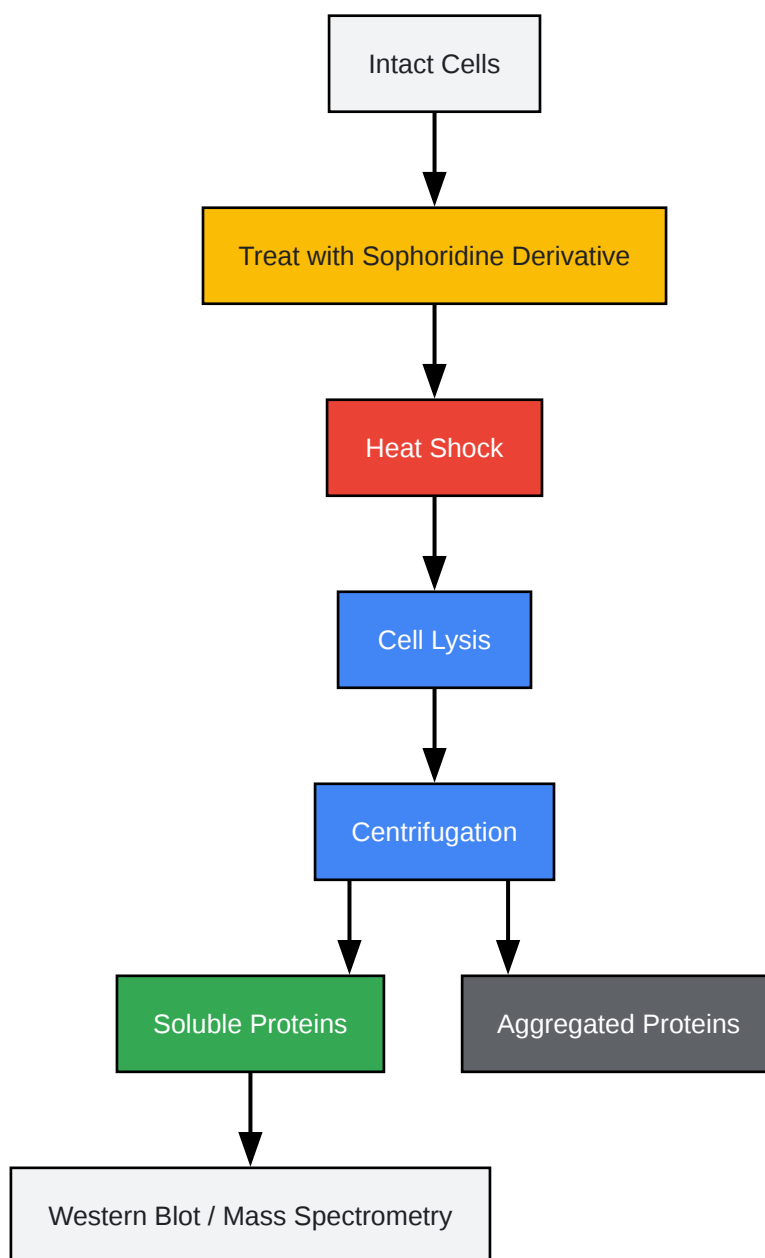 Intact Cells
Treat with Sophoridine Derivative
Heat Shock
Cell Lysis
Centrifugation
Soluble Proteins
Aggregated Proteins
Western Blot / Mass Spectrometry